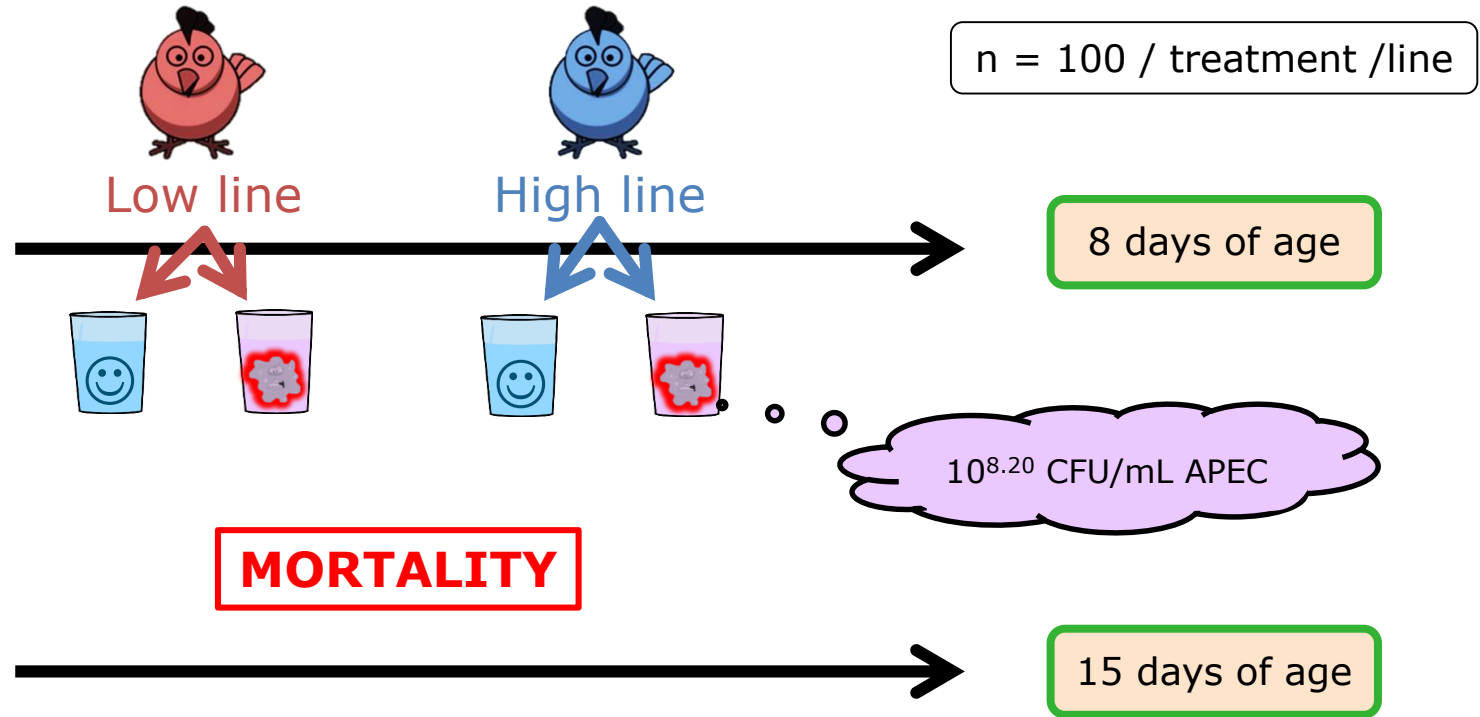 n = 100 / treatment /line
Low line
High line
8 days of age
10^8.20 CFU/mL APEC
MORTALITY
15 days of age